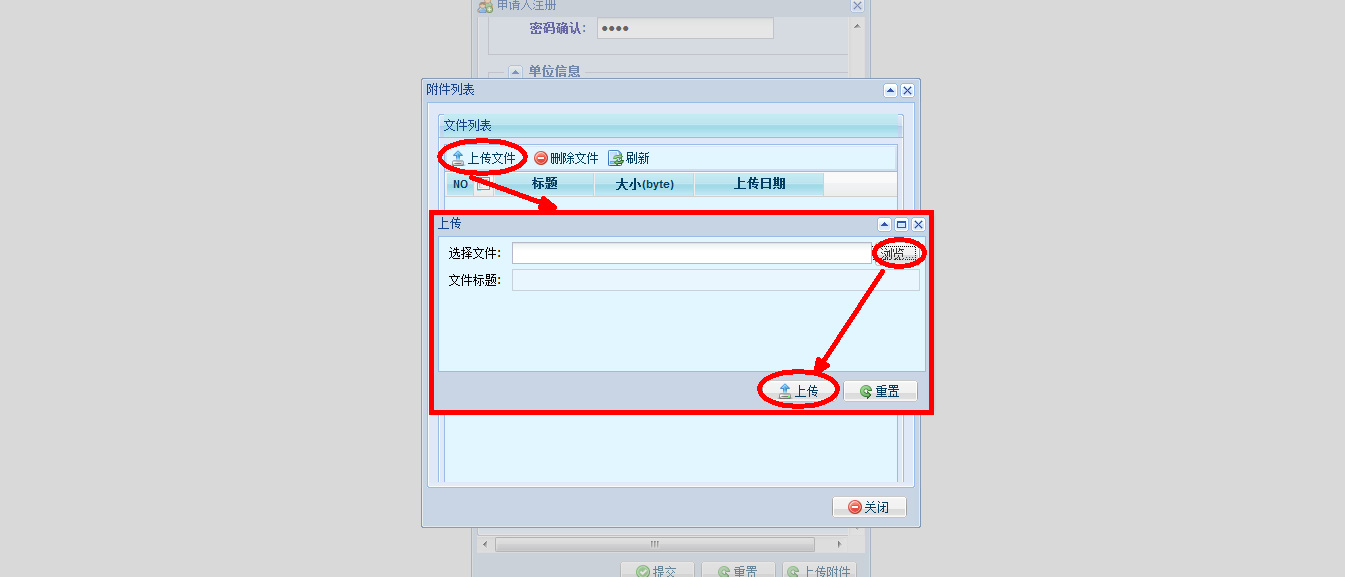 申请人注册
密码确认: ●●●●
单位信息
附件列表
文件列表
上传文件 删除文件 刷新
NO 标题 大小(byte) 上传日期
上传
选择文件: 浏览...
文件标题:
上传 重置
关闭
提交 重置 上传附件